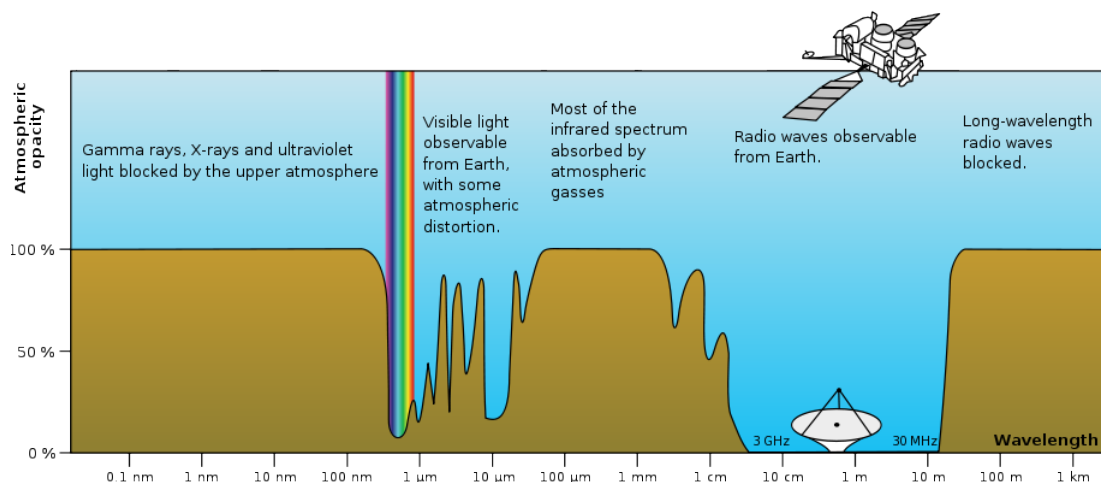 Atmospheric
opacity
Gamma rays, X-rays and ultraviolet
light blocked by the upper atmosphere
Visible light
observable
from Earth,
with some
atmospheric
distortion.
Most of the
infrared spectrum
absorbed by
atmospheric
gasses
Radio waves observable
from Earth.
Long-wavelength
radio waves
blocked.
100 %
50 %
0 %
3 GHz
30 MHz
Wavelength
0.1 nm
1 nm
10 nm
100 nm
1 μm
10 μm
100 μm
1 mm
1 cm
10 cm
1 m
10 m
100 m
1 km